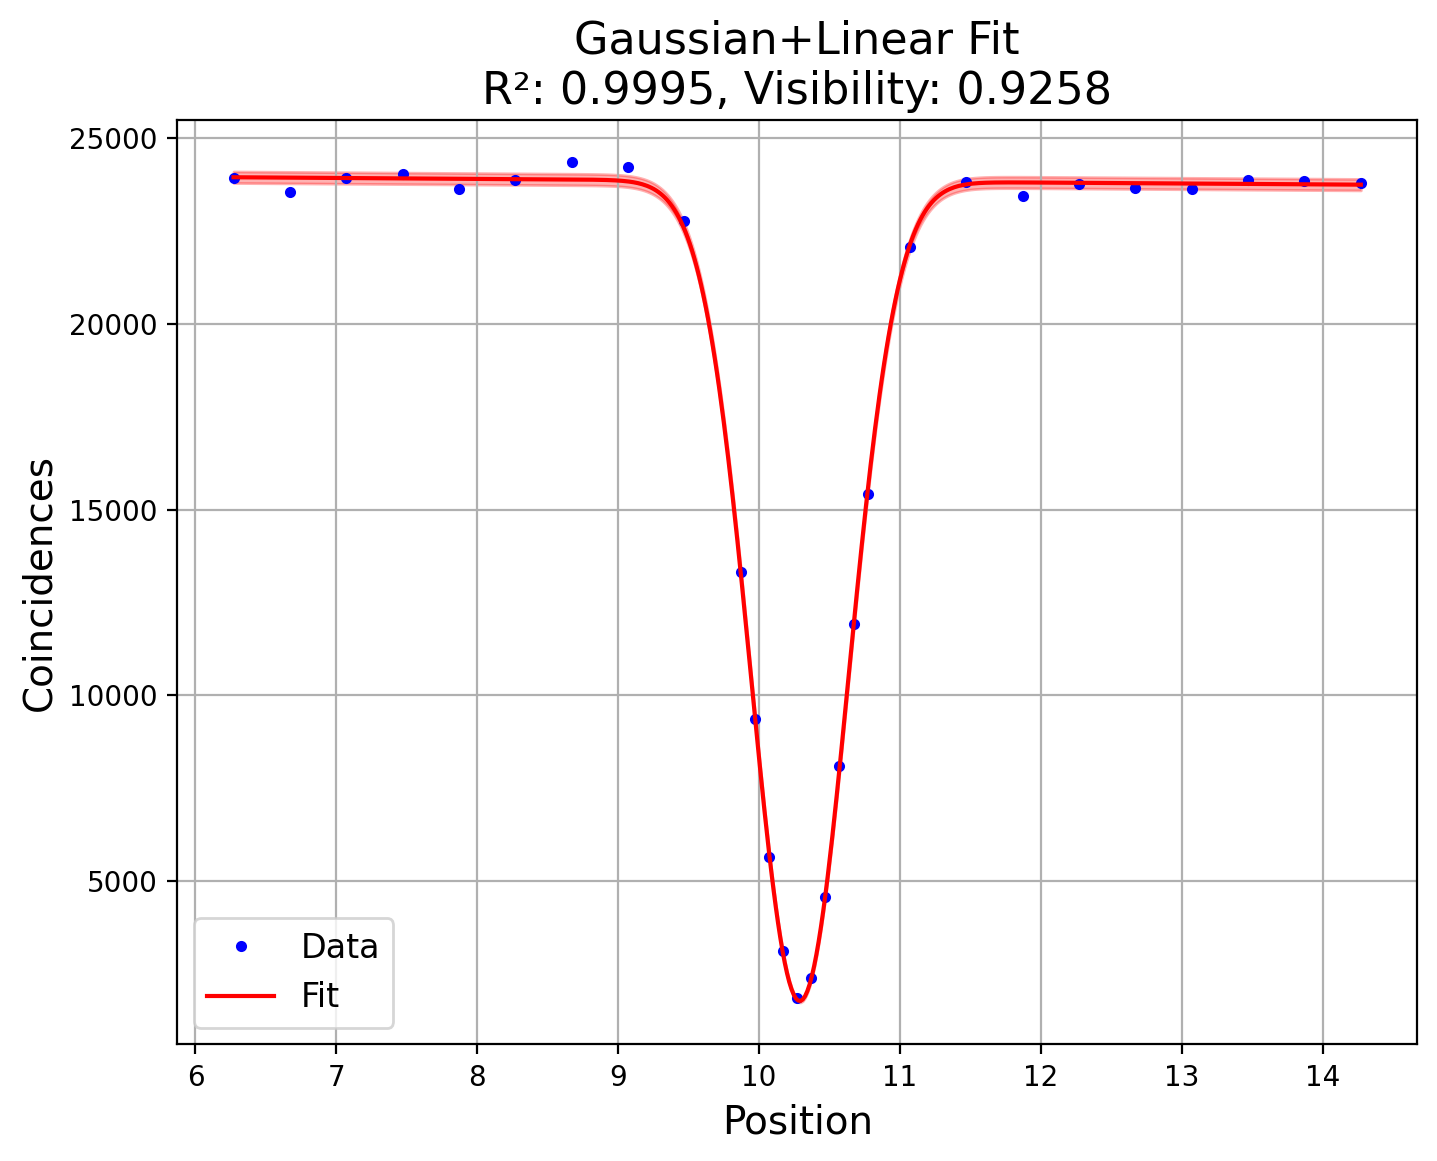 Gaussian+Linear Fit
R²: 0.9995, Visibility: 0.9258
25000
20000
15000
10000
5000
Coincidences
Data
Fit
6 7 8 9 10 11 12 13 14
Position